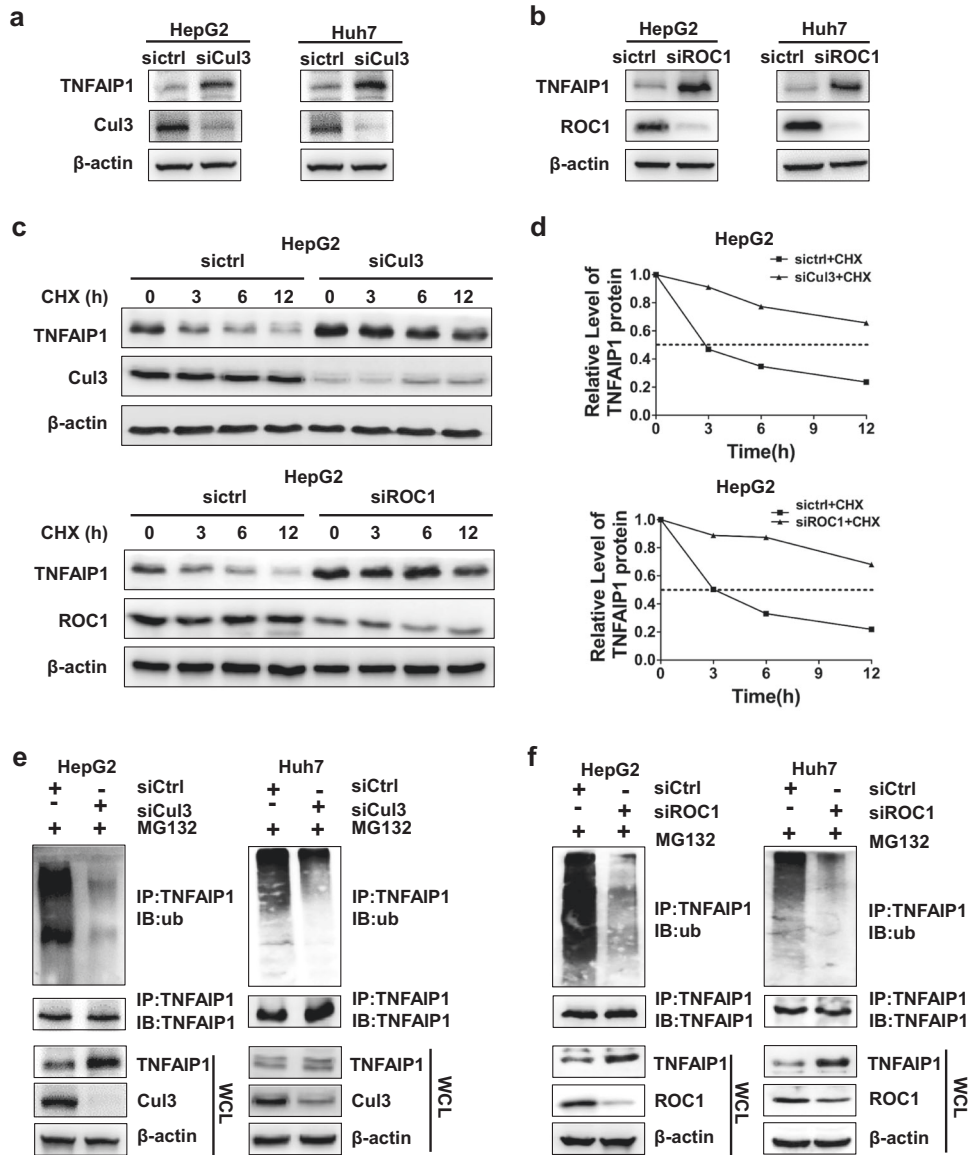 a
HepG2 Huh7
sictrl siCul3 sictrl siCul3
TNFAIP1
Cul3
β-actin
b
HepG2 Huh7
sictrl siROC1 sictrl siROC1
TNFAIP1
ROC1
β-actin
c
HepG2
sictrl siCul3
CHX (h) 0 3 6 12 0 3 6 12
TNFAIP1
Cul3
β-actin
HepG2
sictrl siROC1
CHX (h) 0 3 6 12 0 3 6 12
TNFAIP1
ROC1
β-actin
d
HepG2
sictrl+CHX
siCul3+CHX
Relative Level of
TNFAIP1 protein
1.0
0.8
0.6
0.4
0.2
0.0
0 3 6 9 12
Time(h)
HepG2
sictrl+CHX
siROC1+CHX
Relative Level of
TNFAIP1 protein
1.0
0.8
0.6
0.4
0.2
0.0
0 3 6 9 12
Time(h)
e
HepG2 Huh7
+ - siCtrl + -
- + siCul3 - +
+ + MG132 + + MG132
IP:TNFAIP1 IP:TNFAIP1
IB:ub IB:ub
IP:TNFAIP1 IP:TNFAIP1
IB:TNFAIP1 IB:TNFAIP1
TNFAIP1 TNFAIP1
Cul3 Cul3
β-actin β-actin
WCL WCL
siCtrl
siCul3
f
HepG2 Huh7
+ - siCtrl + - siCtrl
- + siROC1 - + siROC1
+ + MG132 + + MG132
IP:TNFAIP1 IP:TNFAIP1
IB:ub IB:ub
IP:TNFAIP1 IP:TNFAIP1
IB:TNFAIP1 IB:TNFAIP1
TNFAIP1 TNFAIP1
ROC1 ROC1
β-actin β-actin
WCL WCL